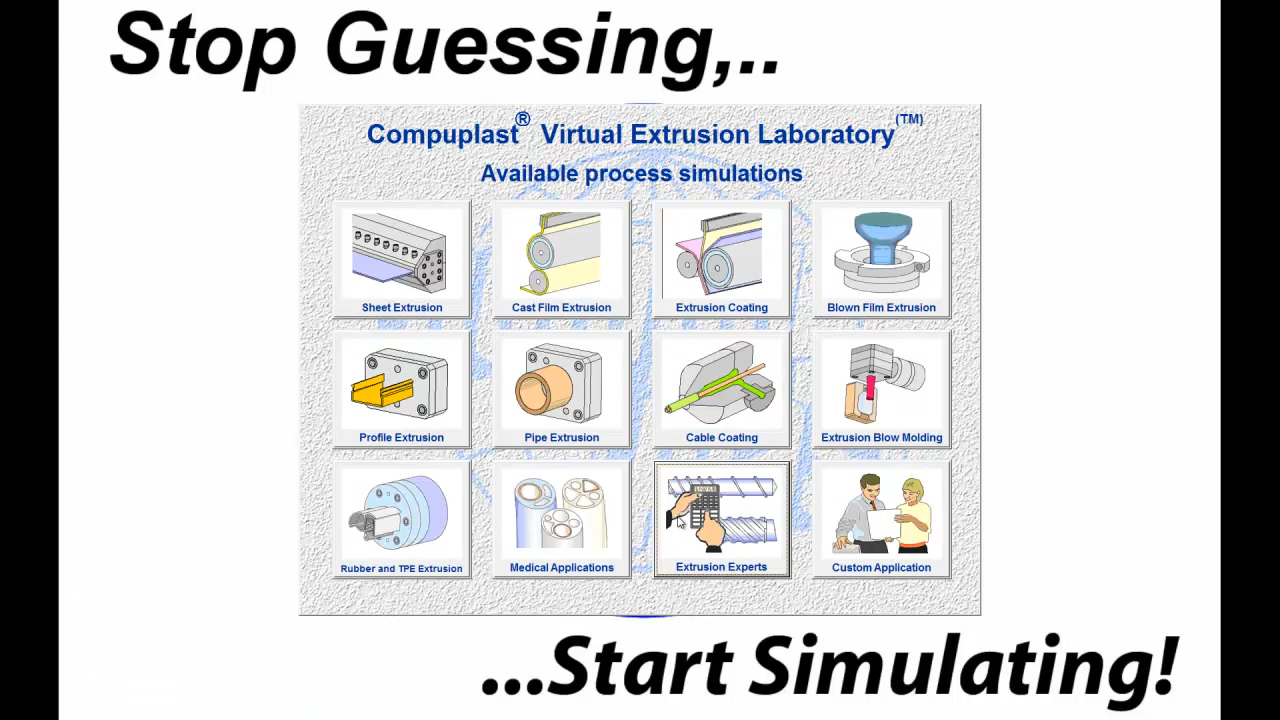 Stop Guessing,..
Compuplast® Virtual Extrusion Laboratory(TM)
Available process simulations
Sheet Extrusion
Cast Film Extrusion
Extrusion Coating
Blown Film Extrusion
Profile Extrusion
Pipe Extrusion
Cable Coating
Extrusion Blow Molding
Rubber and TPE Extrusion
Medical Applications
Extrusion Experts
Custom Application
...Start Simulating!